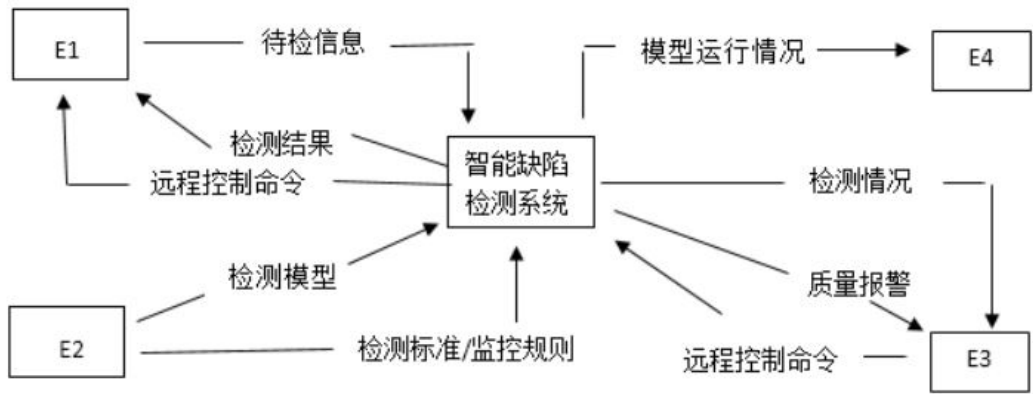 E1
待检信息
模型运行情况
E4
检测结果
远程控制命令
智能缺陷
检测系统
检测情况
检测模型
质量报警
E2
检测标准/监控规则
远程控制命令
E3